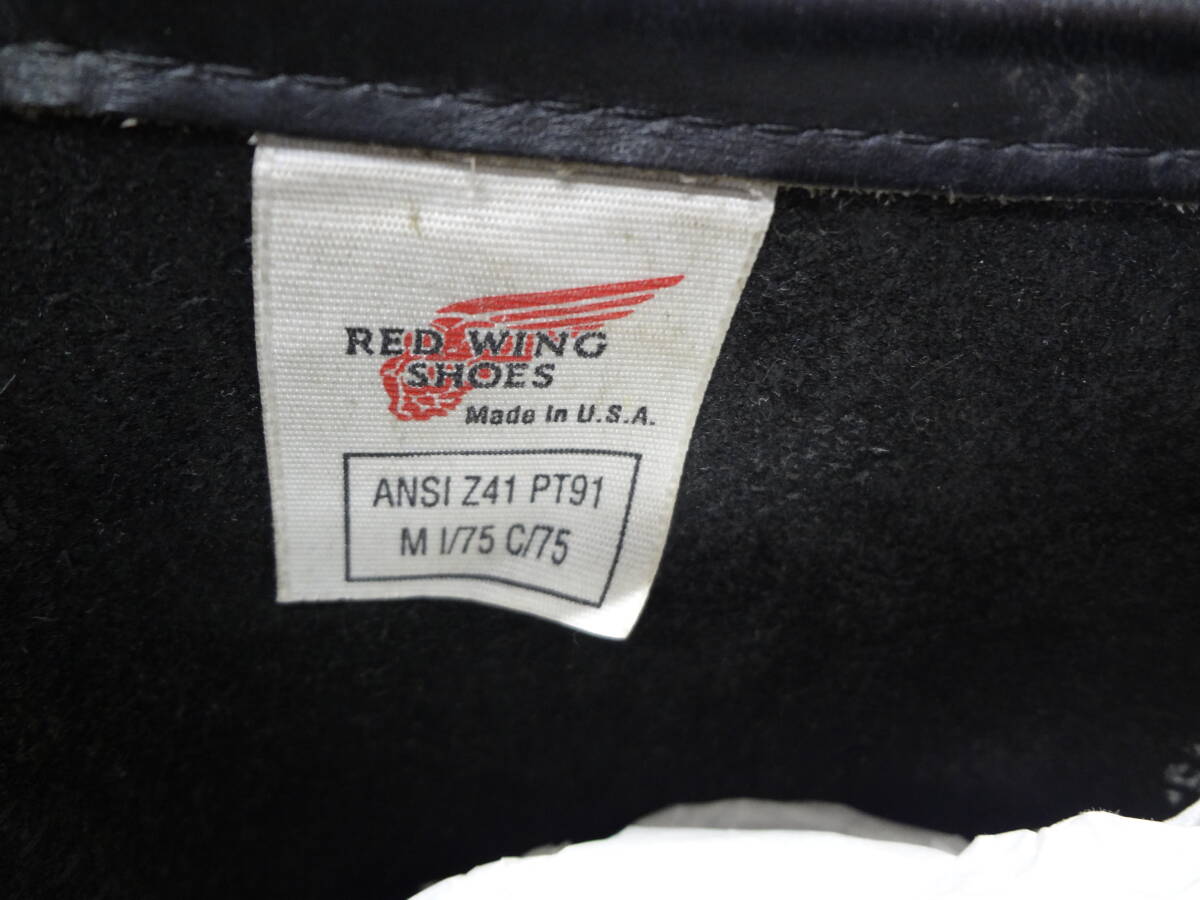 RED WING
SHOES
Made In U.S.A.
ANSI Z41 PT91
M I/75 C/75